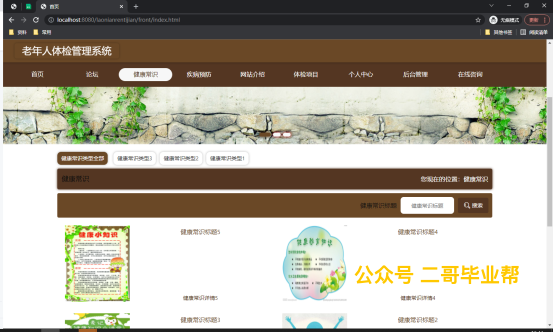 首页
localhost:8080/laonianrentijian/front/index.html
无痕模式
更新
资料
常用
其他书签
阅读清单
老年人体检管理系统
首页
论坛
健康常识
疾病预防
网站介绍
体检项目
个人中心
后台管理
在线咨询
健康常识类型全部
健康常识类型3
健康常识类型2
健康常识类型1
健康常识
您现在的位置：健康常识
健康常识标题
健康常识标题
搜索
健康小知识
健康常识标题5
健康常识详情5
健康常识标题4
健康常识详情4
公众号 二哥毕业帮
健康常识标题3
健康常识标题2